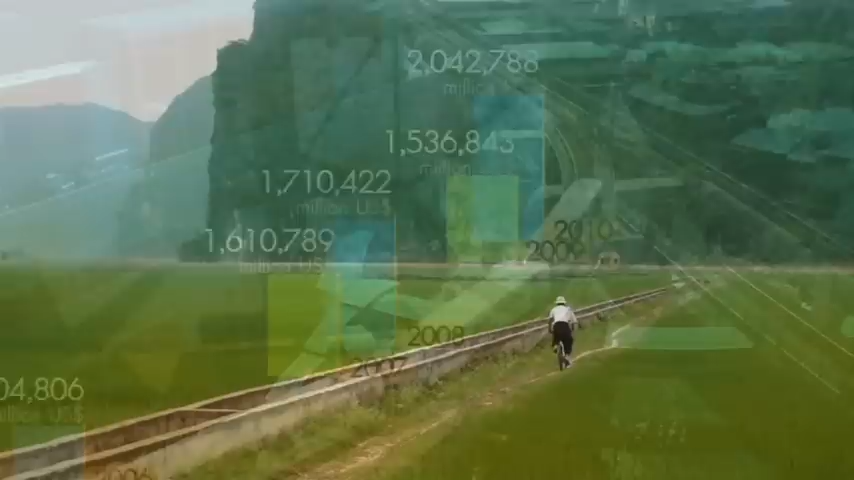 2,042,788
million
1,536,843
million
1,710,422
million US$
1,610,789
million US$
2010
2009
2008
2007
04,806
million US$
2006